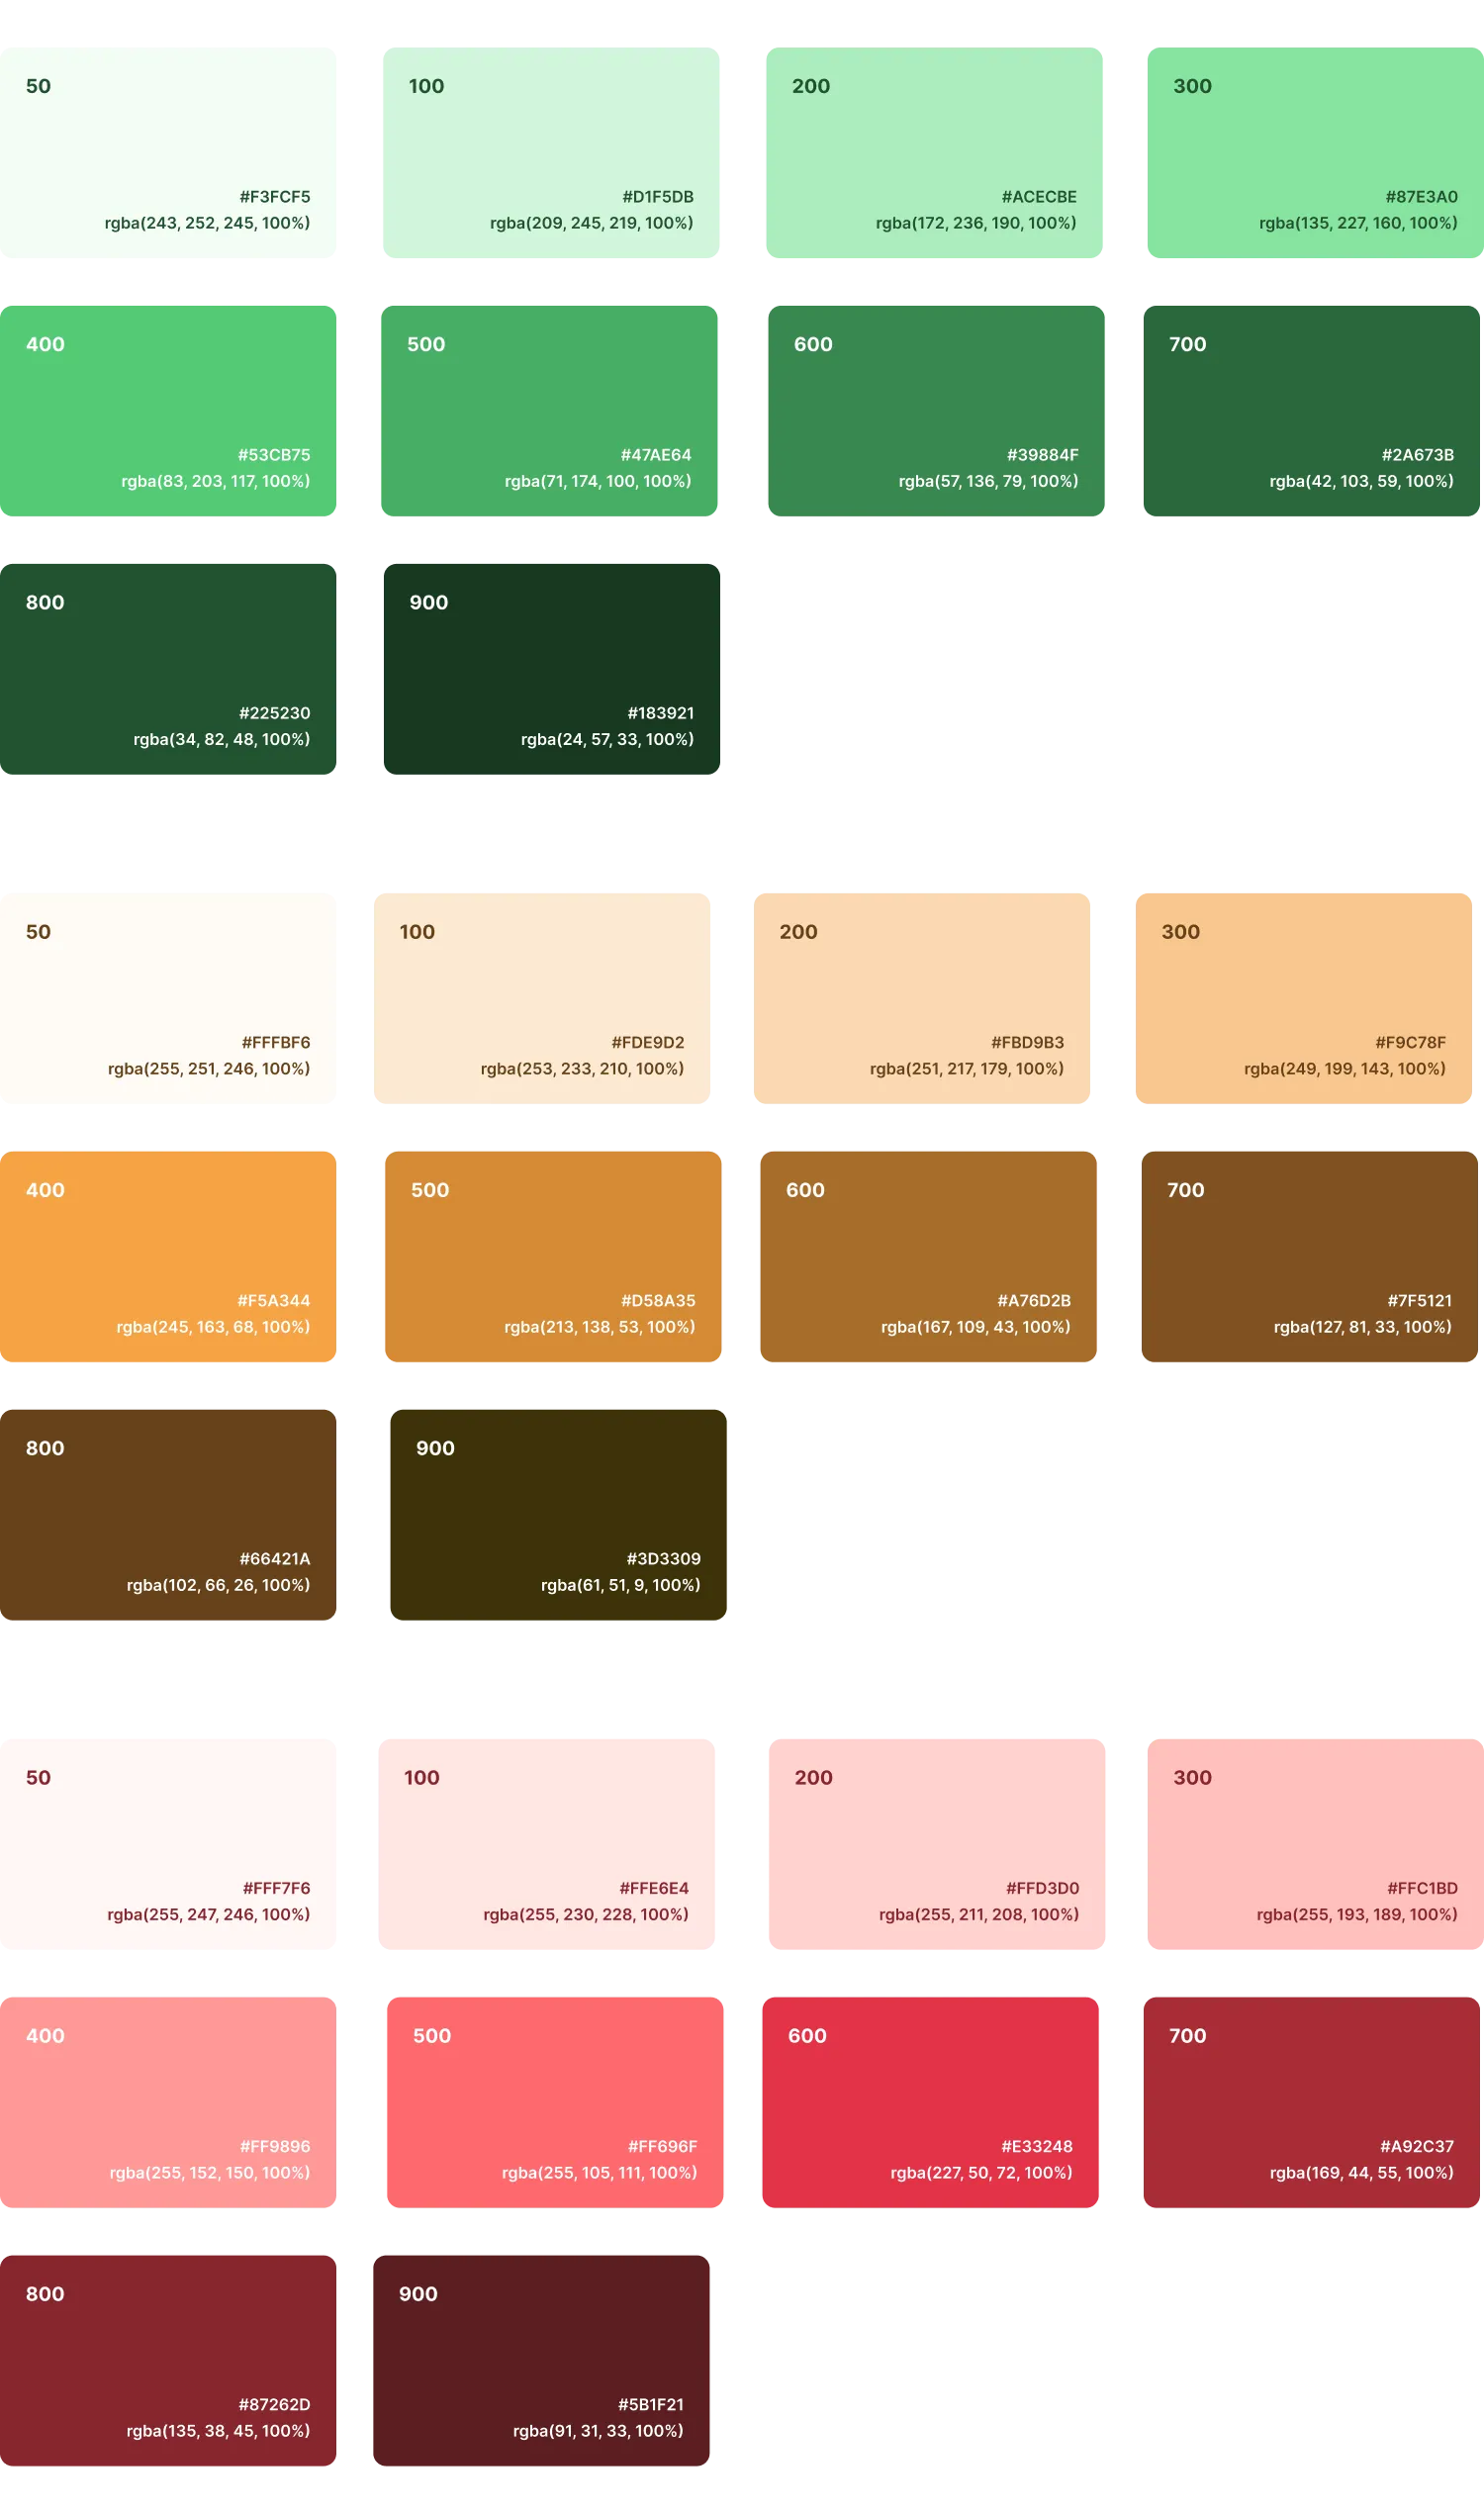 50
#F3FCF5
rgba(243, 252, 245, 100%)
100
#D1F5DB
rgba(209, 245, 219, 100%)
200
#ACECBE
rgba(172, 236, 190, 100%)
300
#87E3A0
rgba(135, 227, 160, 100%)
400
#53CB75
rgba(83, 203, 117, 100%)
500
#47AE64
rgba(71, 174, 100, 100%)
600
#39884F
rgba(57, 136, 79, 100%)
700
#2A673B
rgba(42, 103, 59, 100%)
800
#225230
rgba(34, 82, 48, 100%)
900
#183921
rgba(24, 57, 33, 100%)
50
#FFFBF6
rgba(255, 251, 246, 100%)
100
#FDE9D2
rgba(253, 233, 210, 100%)
200
#FBD9B3
rgba(251, 217, 179, 100%)
300
#F9C78F
rgba(249, 199, 143, 100%)
400
#F5A344
rgba(245, 163, 68, 100%)
500
#D58A35
rgba(213, 138, 53, 100%)
600
#A76D2B
rgba(167, 109, 43, 100%)
700
#7F5121
rgba(127, 81, 33, 100%)
800
#66421A
rgba(102, 66, 26, 100%)
900
#3D3309
rgba(61, 51, 9, 100%)
50
#FFF7F6
rgba(255, 247, 246, 100%)
100
#FFE6E4
rgba(255, 230, 228, 100%)
200
#FFD3D0
rgba(255, 211, 208, 100%)
300
#FFC1BD
rgba(255, 193, 189, 100%)
400
#FF9896
rgba(255, 152, 150, 100%)
500
#FF696F
rgba(255, 105, 111, 100%)
600
#E33248
rgba(227, 50, 72, 100%)
700
#A92C37
rgba(169, 44, 55, 100%)
800
#87262D
rgba(135, 38, 45, 100%)
900
#5B1F21
rgba(91, 31, 33, 100%)